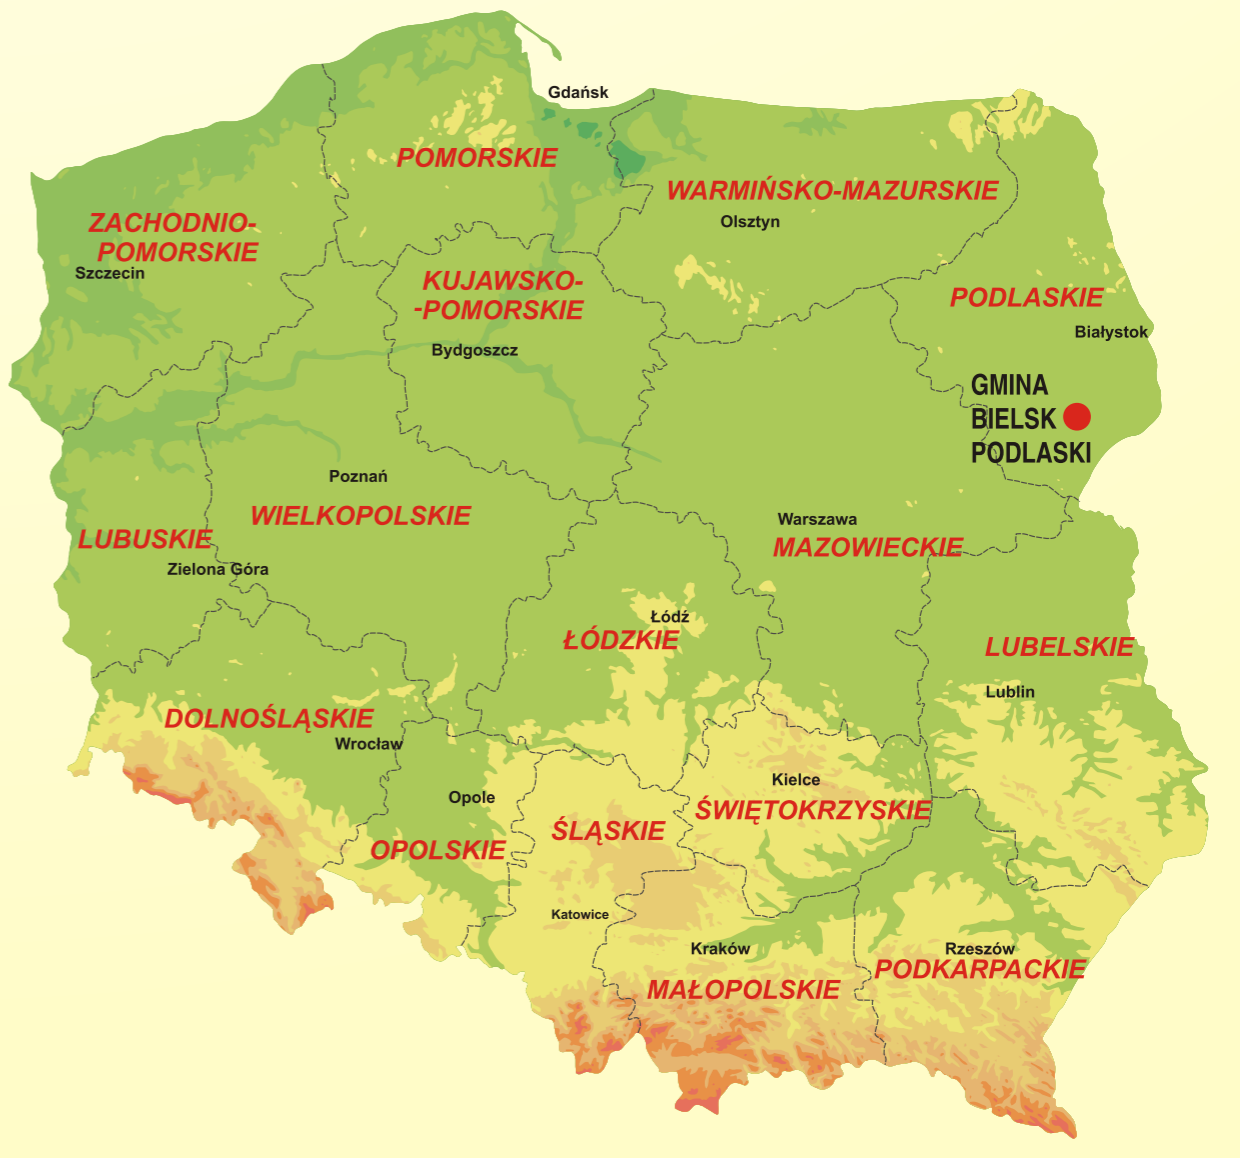 Gdańsk
POMORSKIE
WARMIŃSKO-MAZURSKIE
Olsztyn
ZACHODNIO-
POMORSKIE
Szczecin
KUJAWSKO-
-POMORSKIE
Bydgoszcz
PODLASKIE
Białystok
GMINA
BIELSK
PODLASKI
Poznań
WIELKOPOLSKIE
LUBUSKIE
Zielona Góra
Warszawa
MAZOWIECKIE
Łódź
ŁÓDZKIE
LUBELSKIE
Lublin
DOLNOŚLĄSKIE
Wrocław
Opole
OPOLSKIE
ŚLĄSKIE
Katowice
Kielce
ŚWIĘTOKRZYSKIE
Kraków
MAŁOPOLSKIE
Rzeszów
PODKARPACKIE